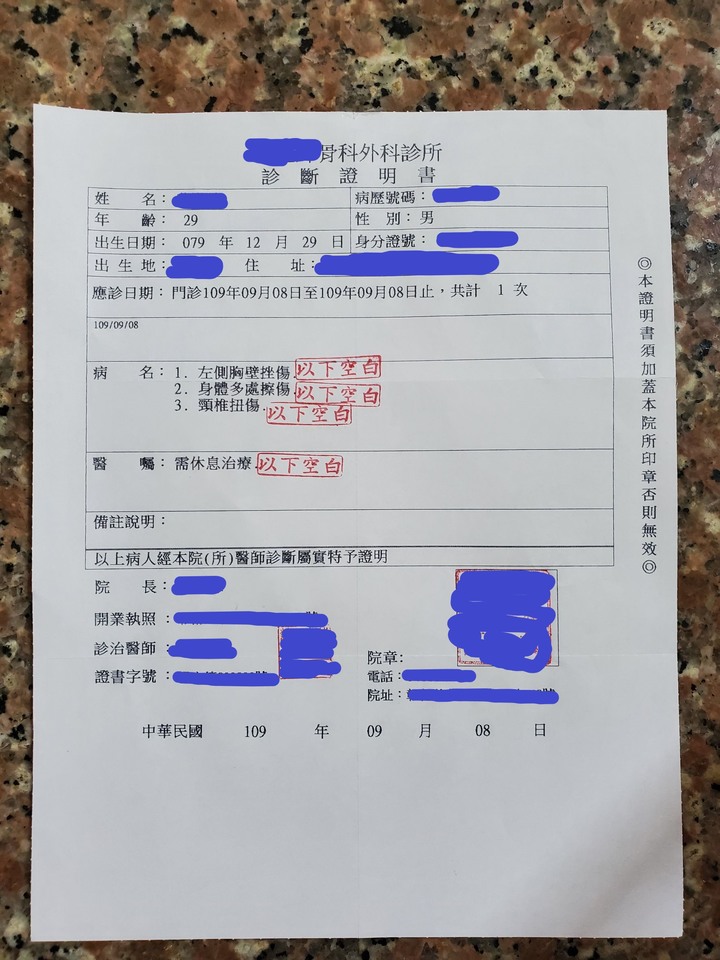 骨科外科診所
診斷證明書
姓名： 病歷號碼：
年齡： 29 性別：男
出生日期： 079 年 12 月 29 日 身分證號：
出生地： 住址：
應診日期：門診109年09月08日至109年09月08日止，共計 1 次
109/09/08
病名：1. 左側胸壁挫傷 以下空白
2. 身體多處擦傷 以下空白
3. 頸椎扭傷. 以下空白
醫囑：需休息治療 以下空白
備註說明：
以上病人經本院(所)醫師診斷屬實特予證明
院長：
開業執照：
診治醫師：
證書字號：
院章：
電話：
院址：
中華民國 109 年 09 月 08 日
◎本證明書須加蓋本院所印章否則無效◎